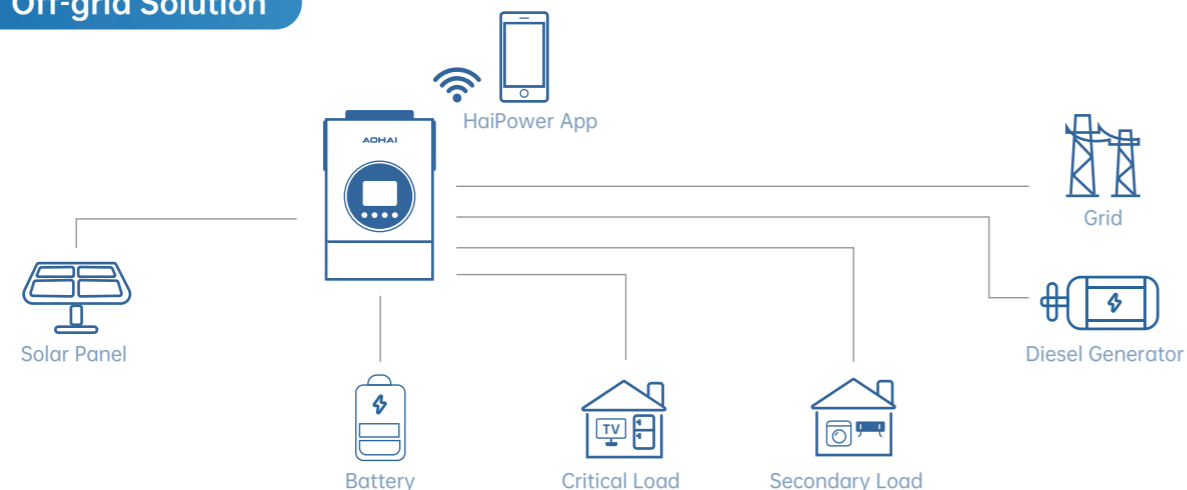 Off-grid Solution
HaiPower App
AOHAI
Grid
Solar Panel
Diesel Generator
TV
Battery
Critical Load
Secondary Load